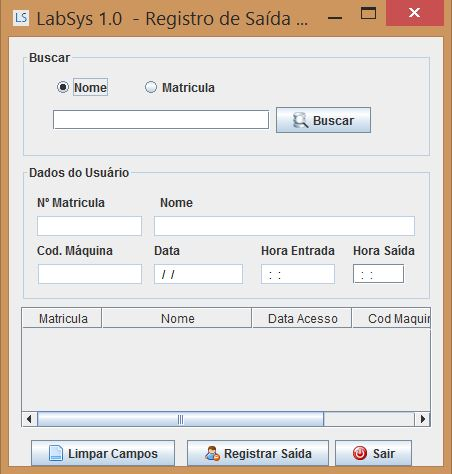 LS LabSys 1.0 - Registro de Saída ...
Buscar
Nome Matricula
Buscar
Dados do Usuário
Nº Matricula Nome
Cod. Máquina Data Hora Entrada Hora Saída
/ / : : : :
Matricula Nome Data Acesso Cod Maquin
Limpar Campos Registrar Saída Sair